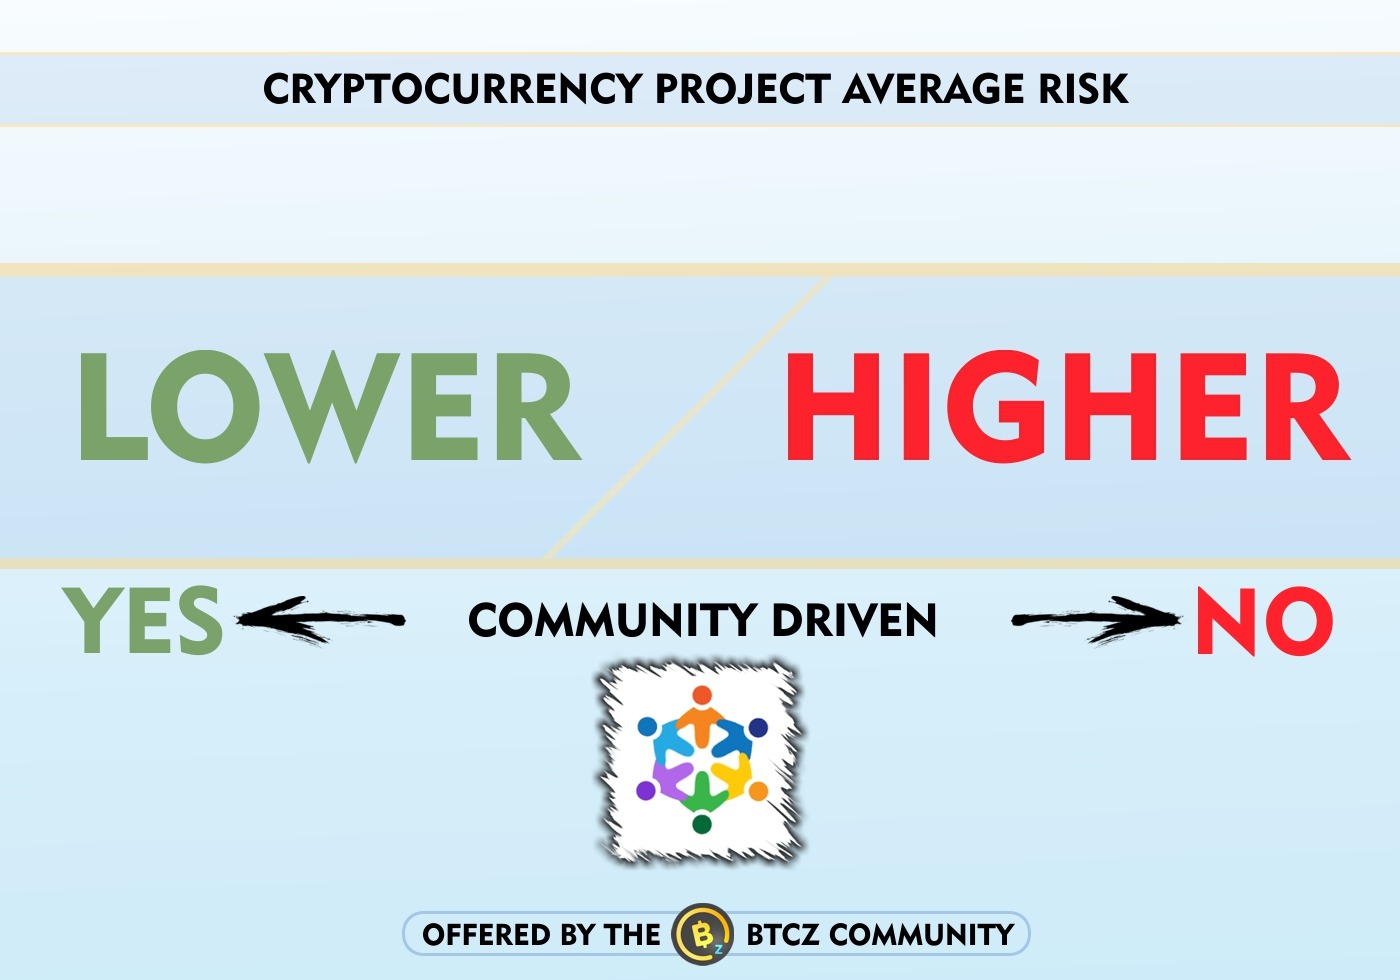 CRYPTOCURRENCY PROJECT AVERAGE RISK
LOWER HIGHER
YES COMMUNITY DRIVEN NO
OFFERED BY THE B Z BTCZ COMMUNITY